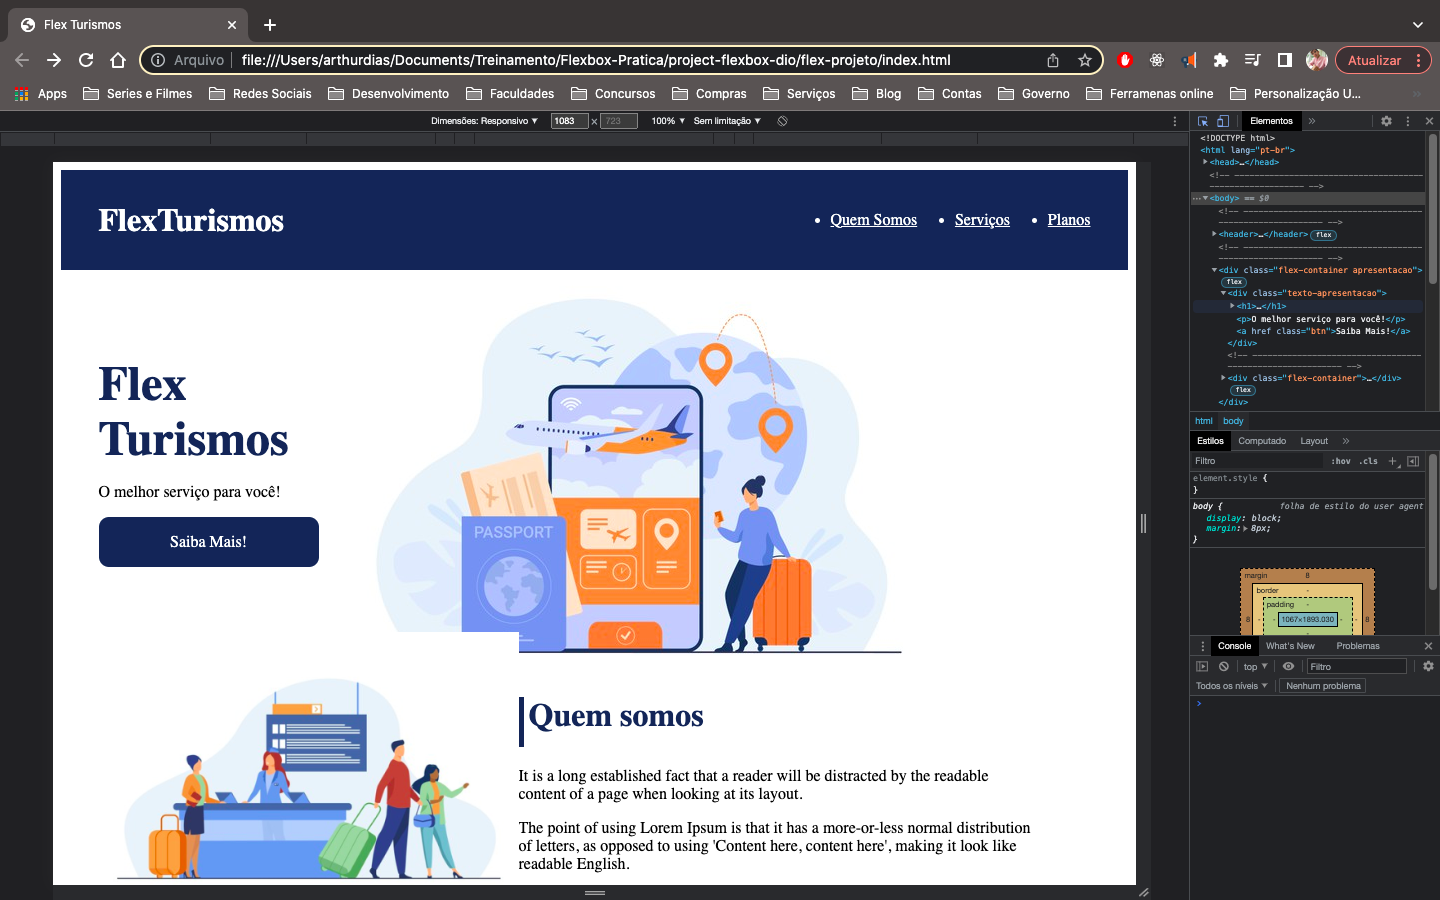 Flex Turismos
Arquivo
file:///Users/arthurdias/Documents/Treinamento/Flexbox-Pratica/project-flexbox-dio/flex-projeto/index.html
Atualizar
Apps
Series e Filmes
Redes Sociais
Desenvolvimento
Faculdades
Concursos
Compras
Serviços
Blog
Contas
Governo
Ferramenas online
Personalização U...
Dimensões: Responsivo ▼ 1083 x 723 100% ▼ Sem limitação ▼
FlexTurismos
• Quem Somos • Serviços • Planos
Flex
Turismos
O melhor serviço para você!
Saiba Mais!
PASSPORT
Quem somos
It is a long established fact that a reader will be distracted by the readable
content of a page when looking at its layout.
The point of using Lorem Ipsum is that it has a more-or-less normal distribution
of letters, as opposed to using 'Content here, content here', making it look like
readable English.
Elementos
<!DOCTYPE html>
<html lang="pt-br">
<head>…</head>
<!-- ------------------------------------
------------------- -->
<body> == $0
<!-- ------------------------------------
------------------- -->
<header>…</header> flex
<!-- ------------------------------------
------------------- -->
<div class="flex-container apresentacao">
flex
<div class="texto-apresentacao">
<h1>…</h1>
<p>O melhor serviço para você!</p>
<a href class="btn">Saiba Mais!</a>
</div>
<!-- ------------------------------------
------------------- -->
<div class="flex-container">…</div>
flex
</div>
html body
Estilos Computado Layout
Filtro :hov .cls
element.style {
}
body { folha de estilo do user agent
display: block;
margin: 8px;
}
margin 8
border -
padding -
8 - - 1067×1893.030 - - 8
Console What's New Problemas
top ▼ Filtro
Todos os níveis ▼ Nenhum problema